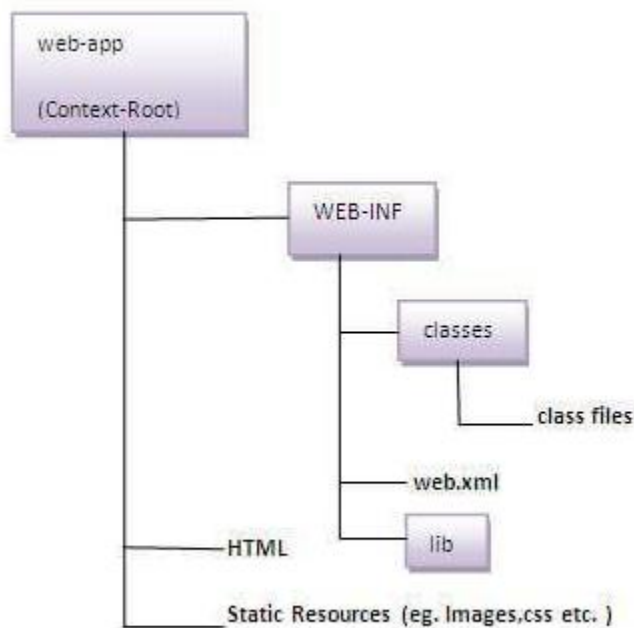 web-app
(Context-Root)
WEB-INF
classes
class files
web.xml
lib
HTML
Static Resources (eg. Images,css etc. )